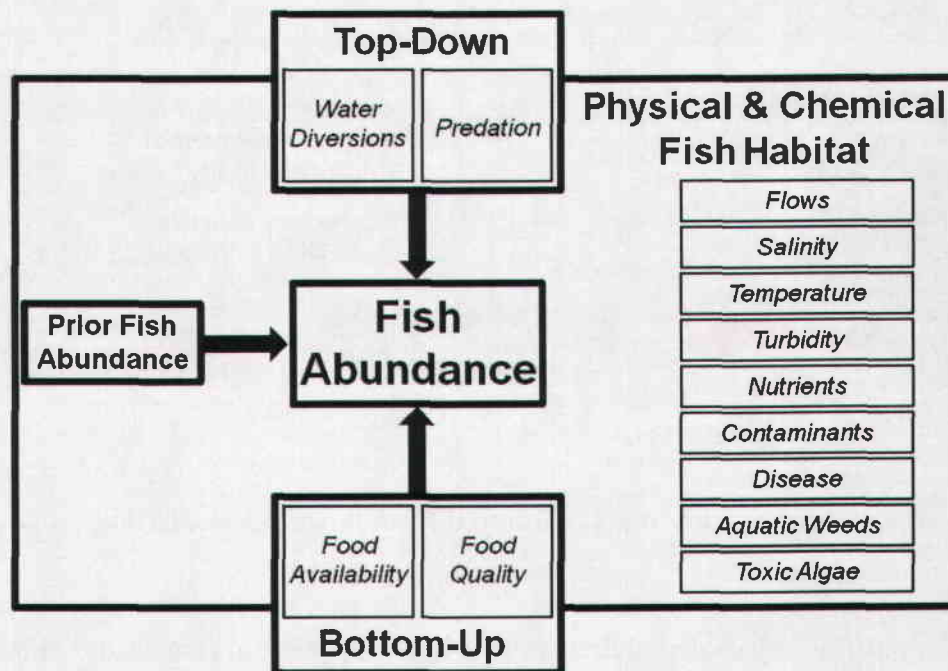 Top-Down
Water
Diversions
Predation
Physical & Chemical
Fish Habitat
Flows
Salinity
Temperature
Turbidity
Nutrients
Contaminants
Disease
Aquatic Weeds
Toxic Algae
Prior Fish
Abundance
Fish
Abundance
Food
Availability
Food
Quality
Bottom-Up